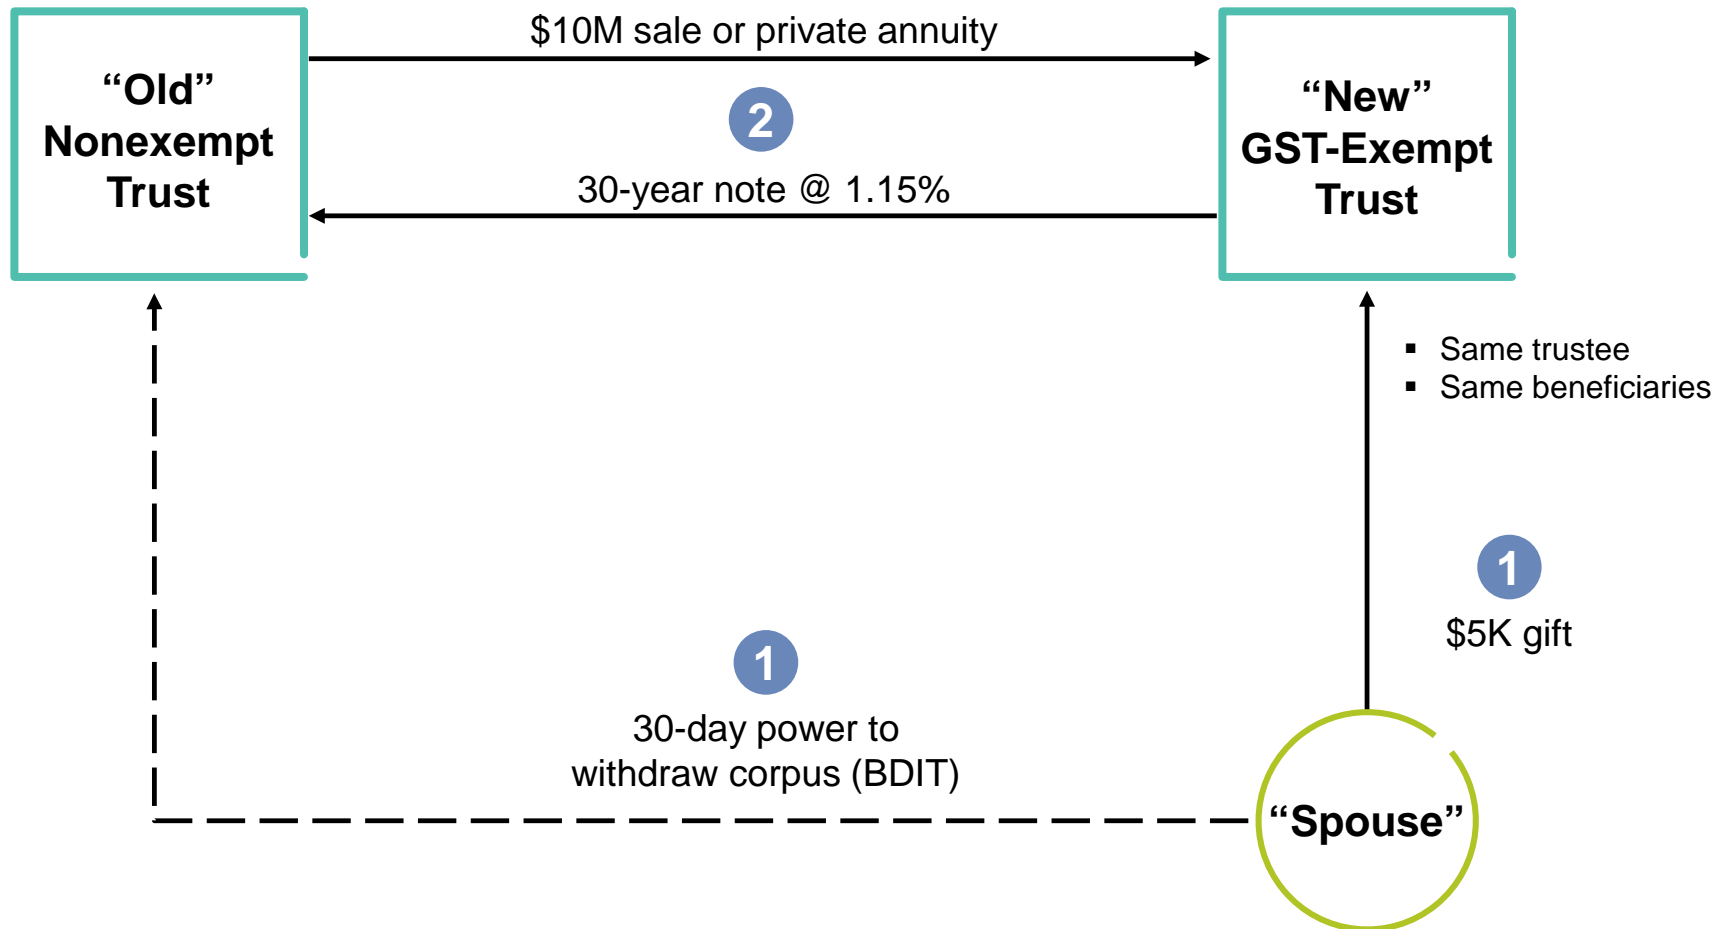 $10M sale or private annuity
“Old”
Nonexempt
Trust
2
“New”
GST-Exempt
Trust
30-year note @ 1.15%
▪ Same trustee
▪ Same beneficiaries
1
$5K gift
1
30-day power to
withdraw corpus (BDIT)
“Spouse”